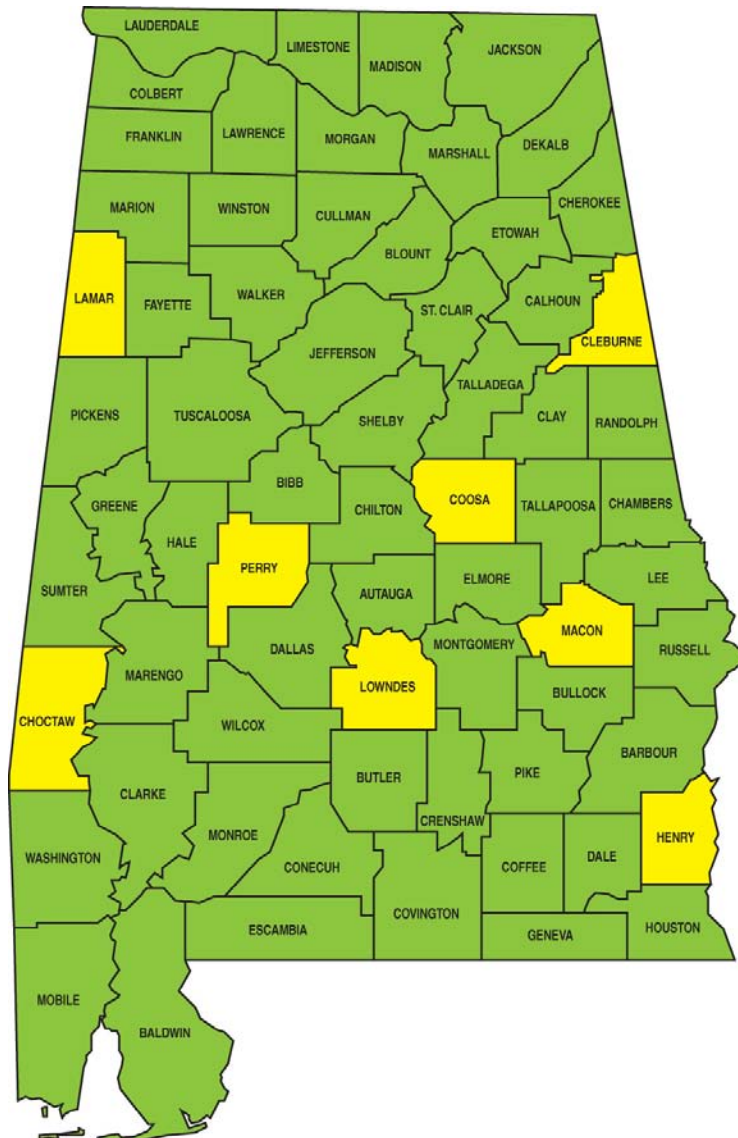 LAUDERDALE
LIMESTONE
MADISON
JACKSON
COLBERT
FRANKLIN
LAWRENCE
MORGAN
MARSHALL
DEKALB
CHEROKEE
MARION
WINSTON
CULLMAN
BLOUNT
ETOWAH
LAMAR
FAYETTE
WALKER
ST. CLAIR
CALHOUN
CLEBURNE
JEFFERSON
PICKENS
TUSCALOOSA
SHELBY
TALLADEGA
CLAY
RANDOLPH
GREENE
HALE
BIBB
CHILTON
COOSA
TALLAPOOSA
CHAMBERS
SUMTER
PERRY
AUTAUGA
ELMORE
LEE
MARENGO
DALLAS
LOWNDES
MONTGOMERY
MACON
RUSSELL
CHOCTAW
WILCOX
BULLOCK
CLARKE
BUTLER
CRENSHAW
PIKE
BARBOUR
WASHINGTON
MONROE
CONECUH
COFFEE
DALE
HENRY
ESCAMBIA
COVINGTON
GENEVA
HOUSTON
MOBILE
BALDWIN